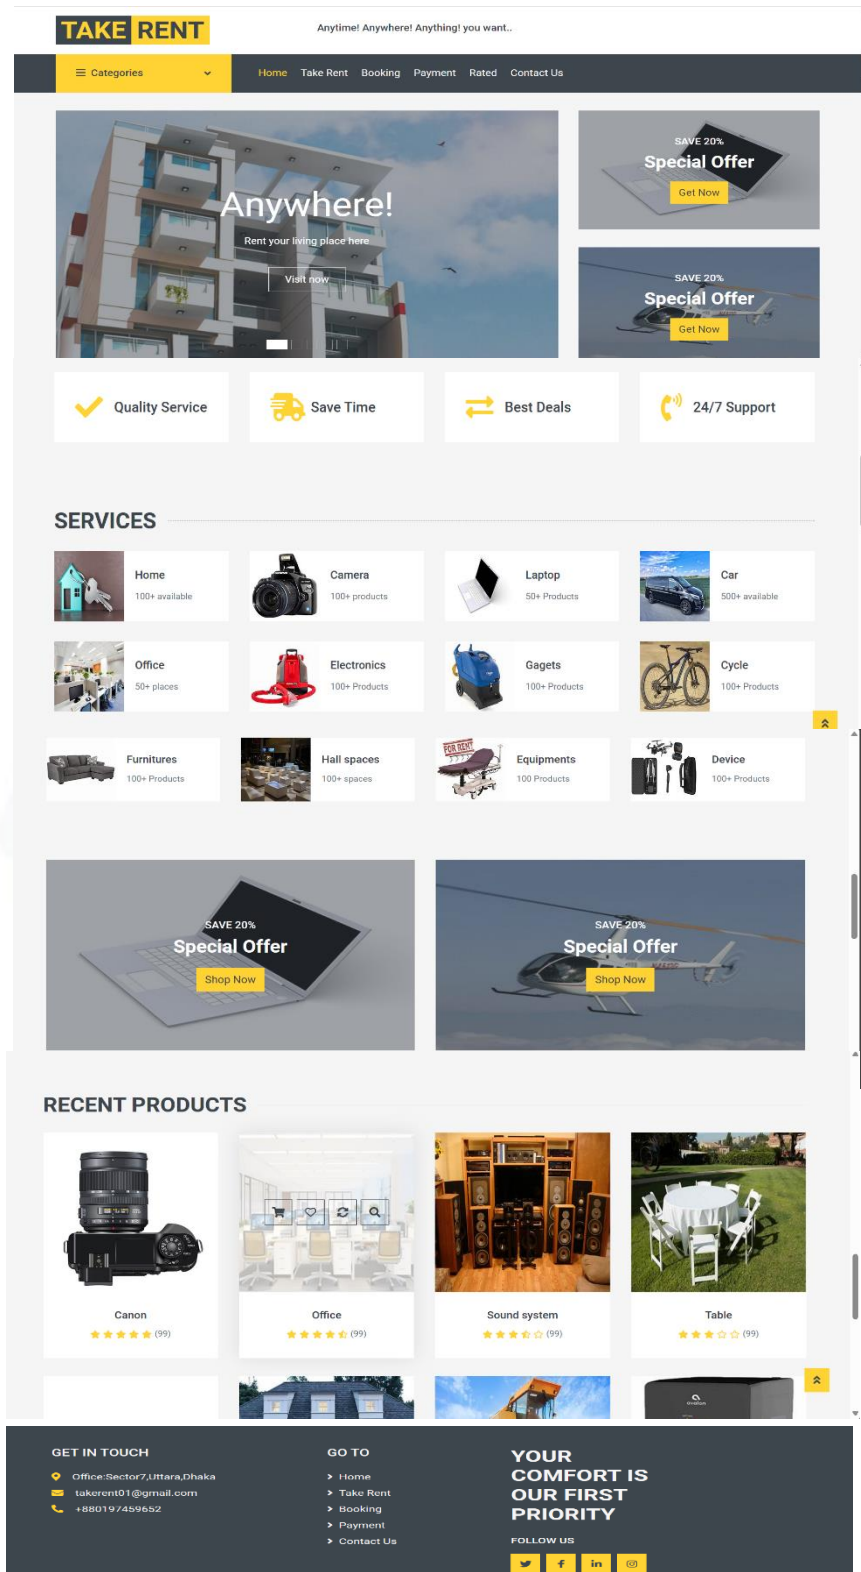 TAKE RENT
Anytime! Anywhere! Anything! you want..
Categories
Home Take Rent Booking Payment Rated Contact Us
Anywhere!
Rent your living place here
Visit now
SAVE 20%
Special Offer
Get Now
SAVE 20%
Special Offer
Get Now
Quality Service
Save Time
Best Deals
24/7 Support
SERVICES
Home
100+ available
Camera
100+ products
Laptop
50+ Products
Car
500+ available
Office
50+ places
Electronics
100+ Products
Gagets
100+ Products
Cycle
100+ Products
Furnitures
100+ Products
Hall spaces
100+ spaces
FOR RENT
Equipments
100 Products
Device
100+ Products
SAVE 20%
Special Offer
Shop Now
SAVE 20%
Special Offer
Shop Now
RECENT PRODUCTS
Canon
(99)
Office
(99)
Sound system
(99)
Table
(99)
GET IN TOUCH
Office:Sector7,Uttara,Dhaka
takerent01@gmail.com
+880197459652
GO TO
Home
Take Rent
Booking
Payment
Contact Us
YOUR
COMFORT IS
OUR FIRST
PRIORITY
FOLLOW US